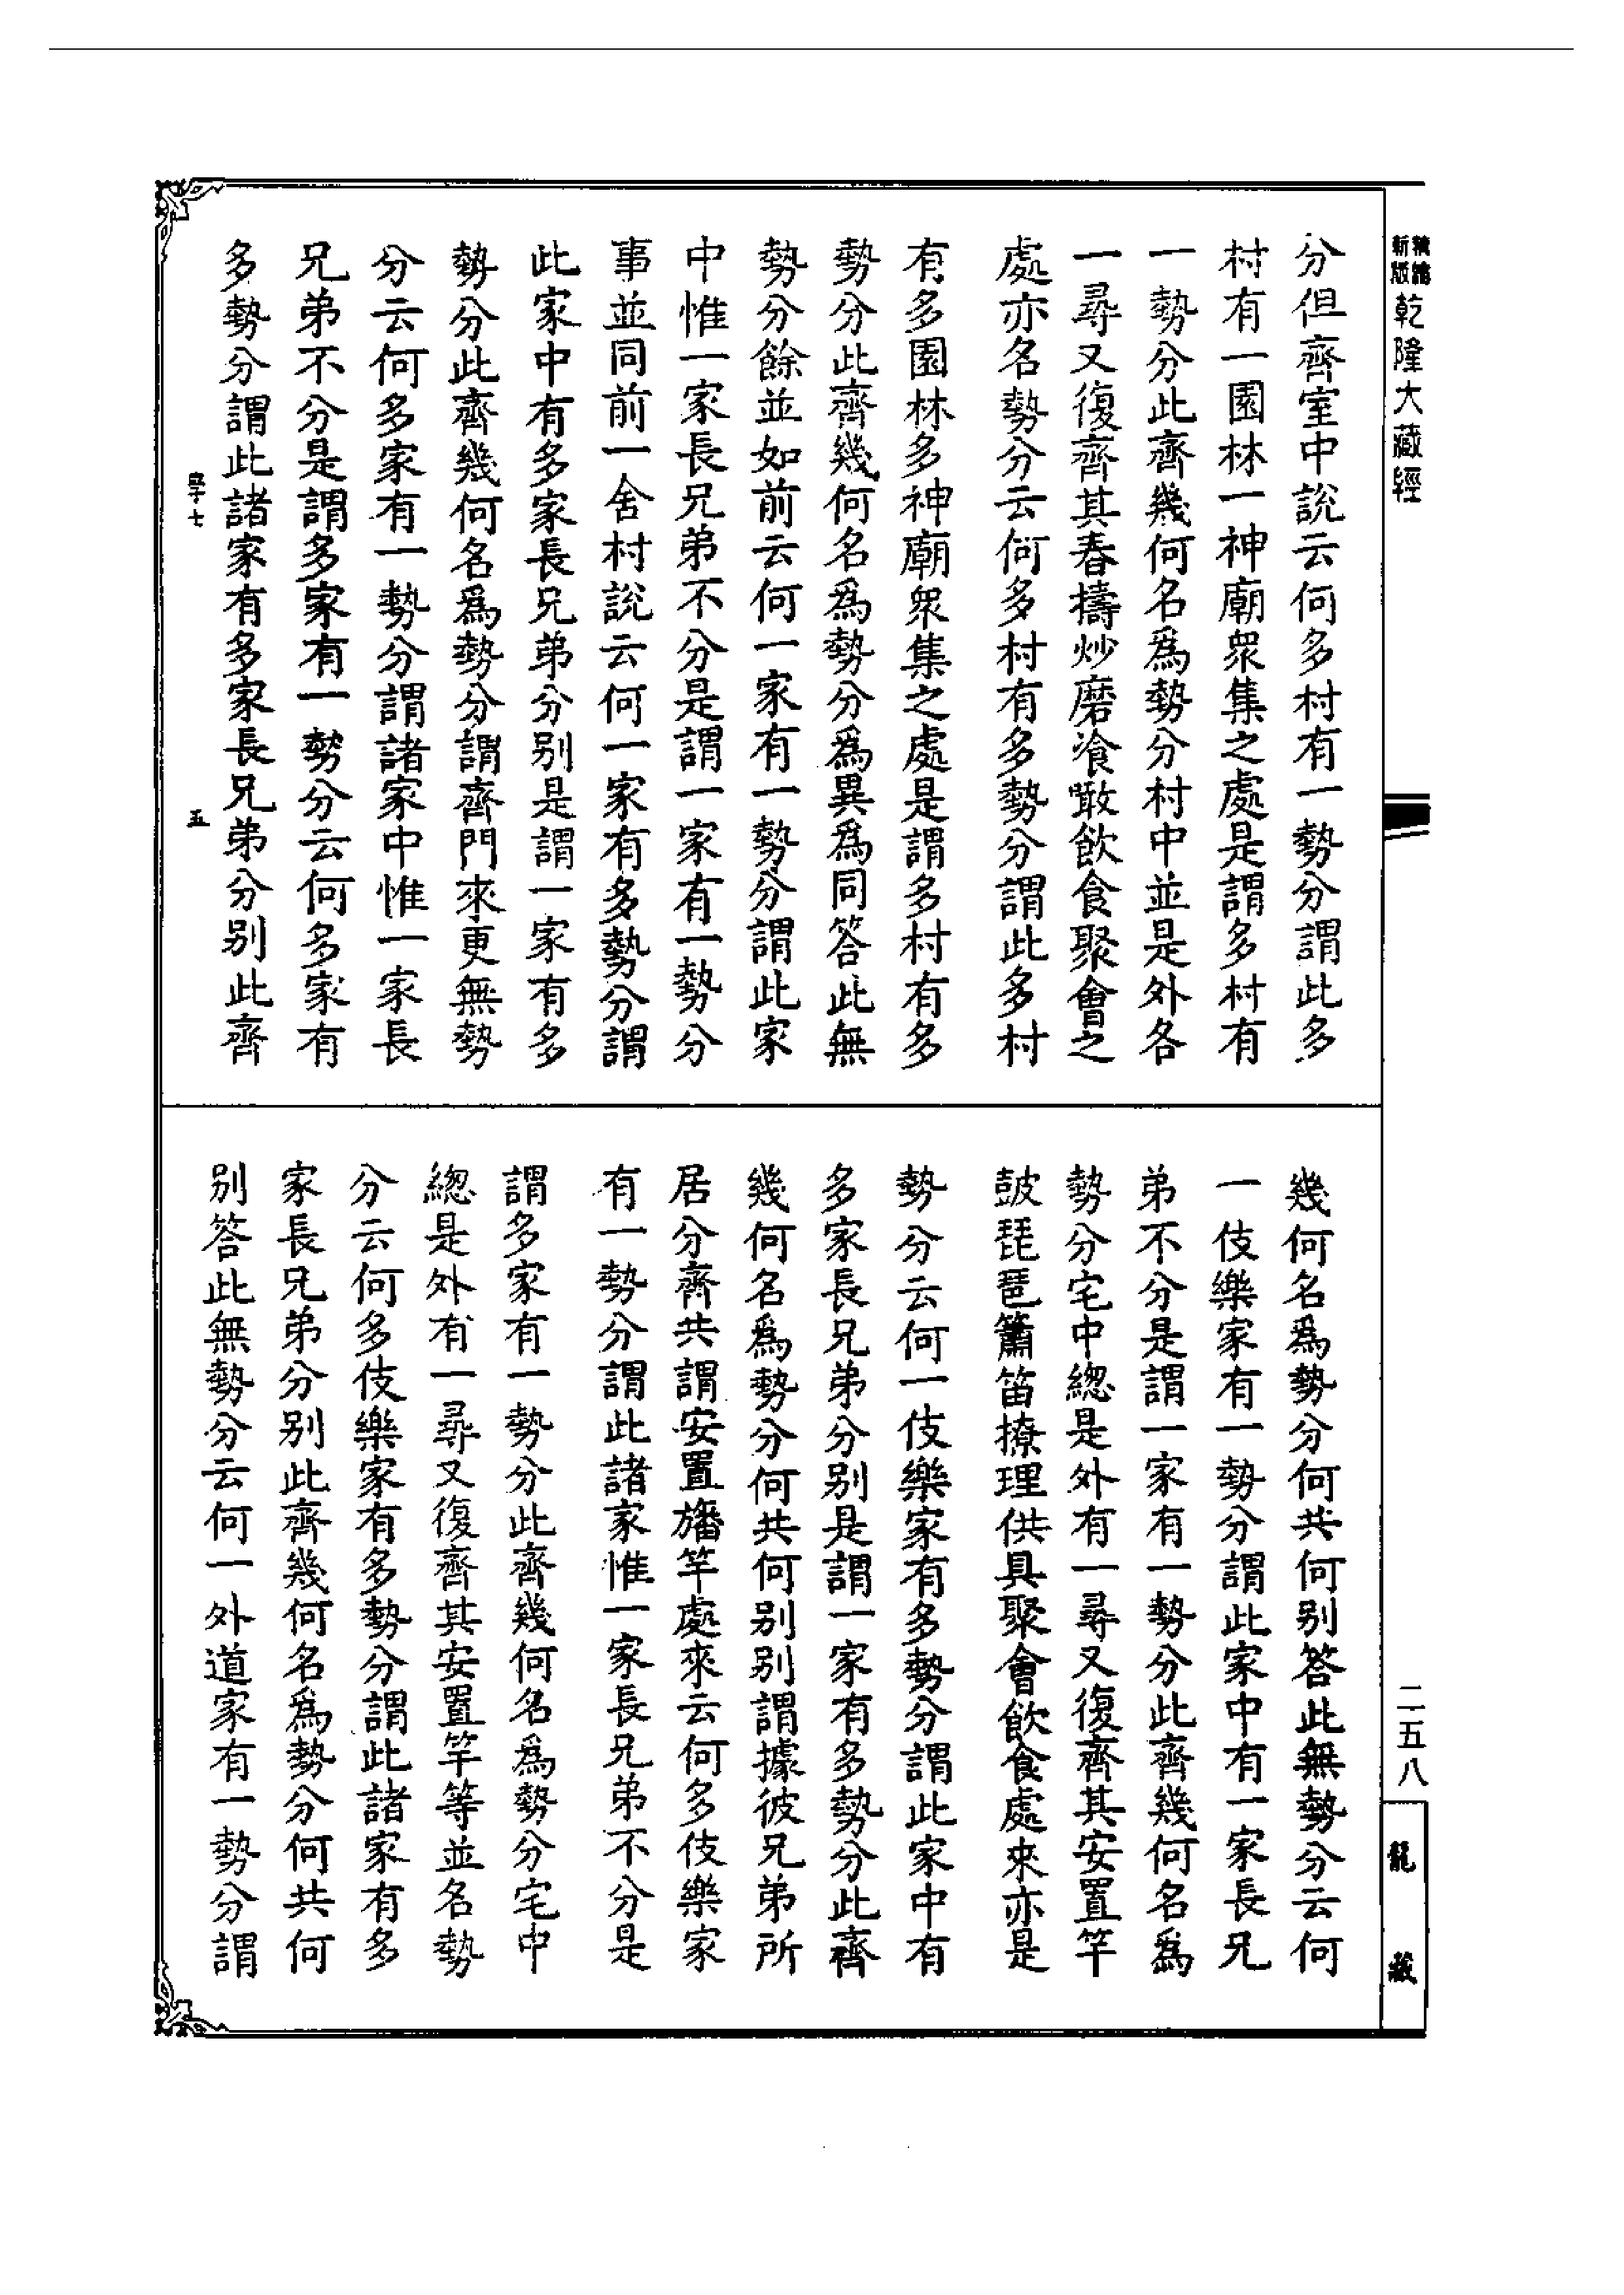 新編
新版
乾隆大藏經
分但齊室中說云何多村有一勢分謂此多
村有一園林一神廟眾集之處是謂多村有
一勢分此齊幾何名為勢分村中並是外各
一尋又復齊其舂擣炒磨飡噉飲食聚會之
處亦名勢分云何多村有多勢分謂此多村
有多園林多神廟眾集之處是謂多村有多
勢分此齊幾何名為勢分為異為同答此無
勢分餘並如前云何一家有一勢分謂此家
中惟一家長兄弟不分是謂一家有一勢分
事並同前一舍村說云何一家有多勢分謂
此家中有多家長兄弟分別是謂一家有多
勢分此齊幾何名為勢分謂齊門來更無勢
分云何多家有一勢分謂諸家中惟一家長
兄弟不分是謂多家有一勢分云何多家有
多勢分謂此諸家有多家長兄弟分別此齊
學七
五
幾何名為勢分何共何別答此無勢分云何
一伎樂家有一勢分謂此家中有一家長兄
弟不分是謂一家有一勢分此齊幾何名為
勢分宅中總是外有一尋又復齊其安置竿
鼓琵琶簫笛撩理供具聚會飲食處來亦是
勢分云何一伎樂家有多勢分謂此家中有
多家長兄弟分別是謂一家有多勢分此齊
幾何名為勢分何共何別別謂據彼兄弟所
居分齊共謂安置旛竿處來云何多伎樂家
有一勢分謂此諸家惟一家長兄弟不分是
謂多家有一勢分此齊幾何名為勢分宅中
總是外有一尋又復齊其安置竿等並名勢
分云何多伎樂家有多勢分謂此諸家有多
家長兄弟分別此齊幾何名為勢分何共何
別答此無勢分云何一外道家有一勢分謂
二五八
龍藏